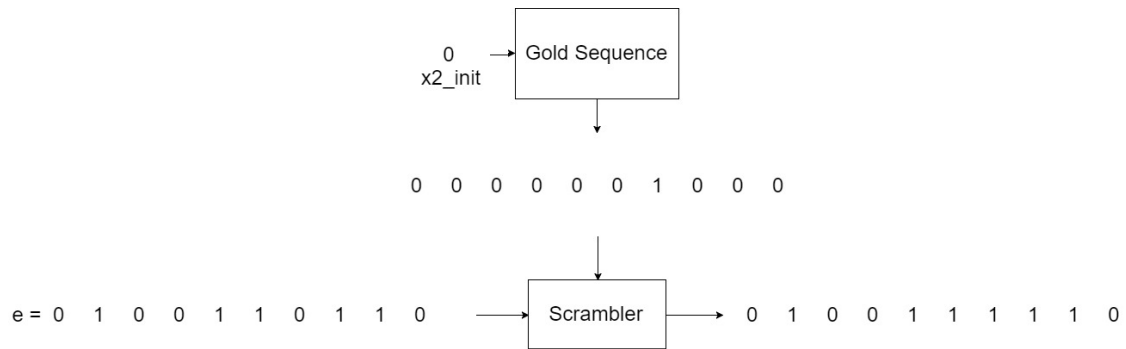 0
x2_init
Gold Sequence
0 0 0 0 0 0 1 0 0 0
e = 0 1 0 0 1 1 0 1 1 0
Scrambler
0 1 0 0 1 1 1 1 1 0